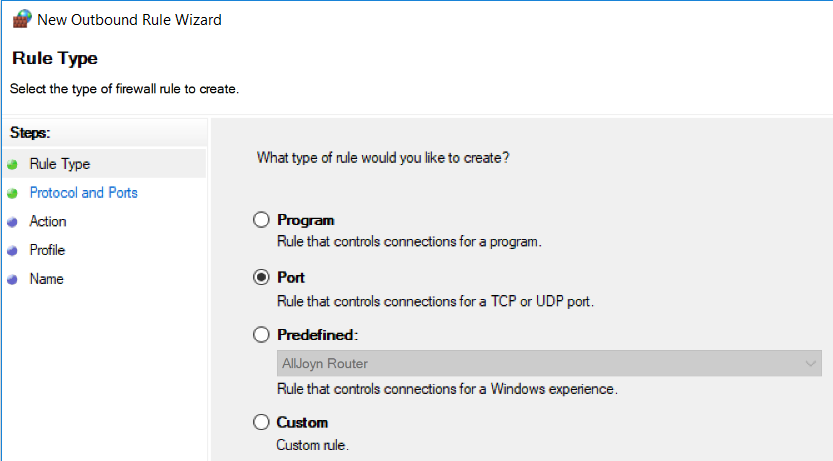 New Outbound Rule Wizard
Rule Type
Select the type of firewall rule to create.
Steps:
Rule Type
Protocol and Ports
Action
Profile
Name
What type of rule would you like to create?
Program
Rule that controls connections for a program.
Port
Rule that controls connections for a TCP or UDP port.
Predefined:
AllJoyn Router
Rule that controls connections for a Windows experience.
Custom
Custom rule.